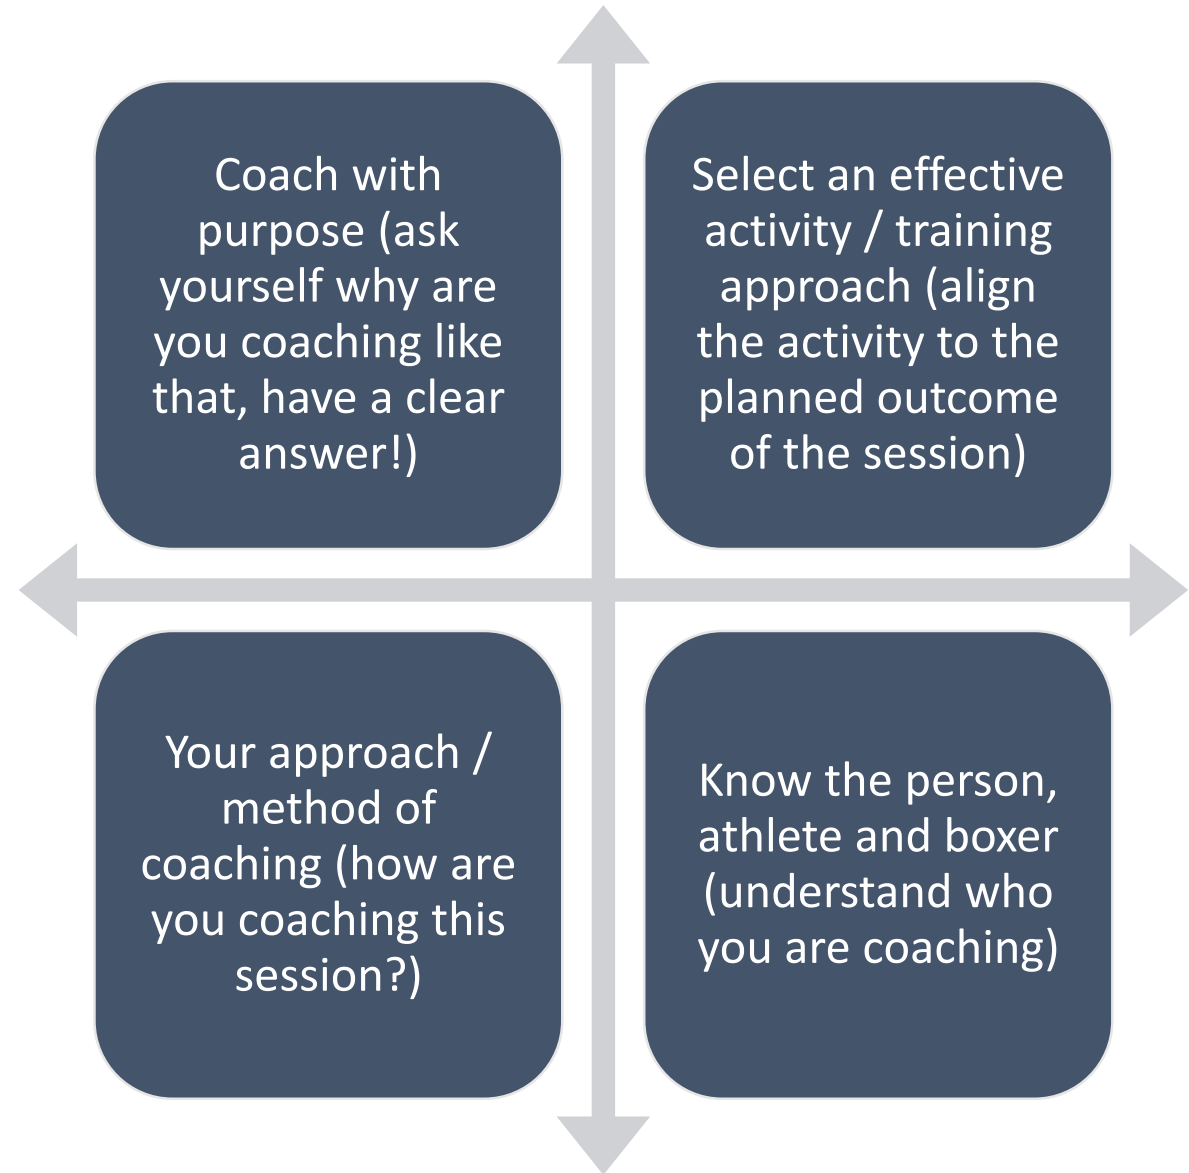 Coach with
purpose (ask
yourself why are
you coaching like
that, have a clear
answer!)
Select an effective
activity / training
approach (align
the activity to the
planned outcome
of the session)
Your approach /
method of
coaching (how are
you coaching this
session?)
Know the person,
athlete and boxer
(understand who
you are coaching)